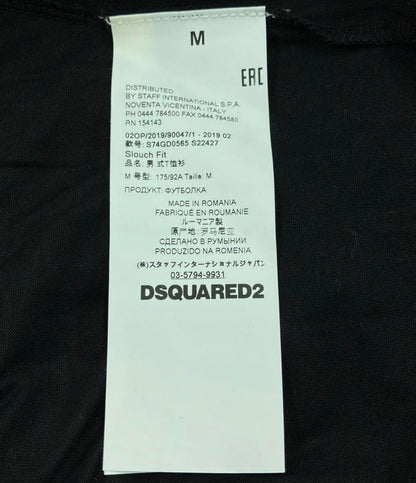 M
EAC
DISTRIBUTED
BY STAFF INTERNATIONAL S.P.A.
NOVENTA VICENTINA - ITALY
PH 0444 784500 FAX 0444 784580
RN 154143
02OP/2019/90047/1 - 2019 02
款号: S74GD0565 S22427
Slouch Fit
品名: 男 式T恤衫
M 号型: 175/92A Taille: M
ПРОДУКТ: ФУТБОЛКА
MADE IN ROMANIA
FABRIQUÉ EN ROUMANIE
ルーマニア製
原产地: 罗马尼亚
СДЕЛАНО В РУМЫНИИ
PRODUZIDO NA ROMENIA
(株)スタッフインターナショナルジャパン
03-5794-9931
DSQUARED2